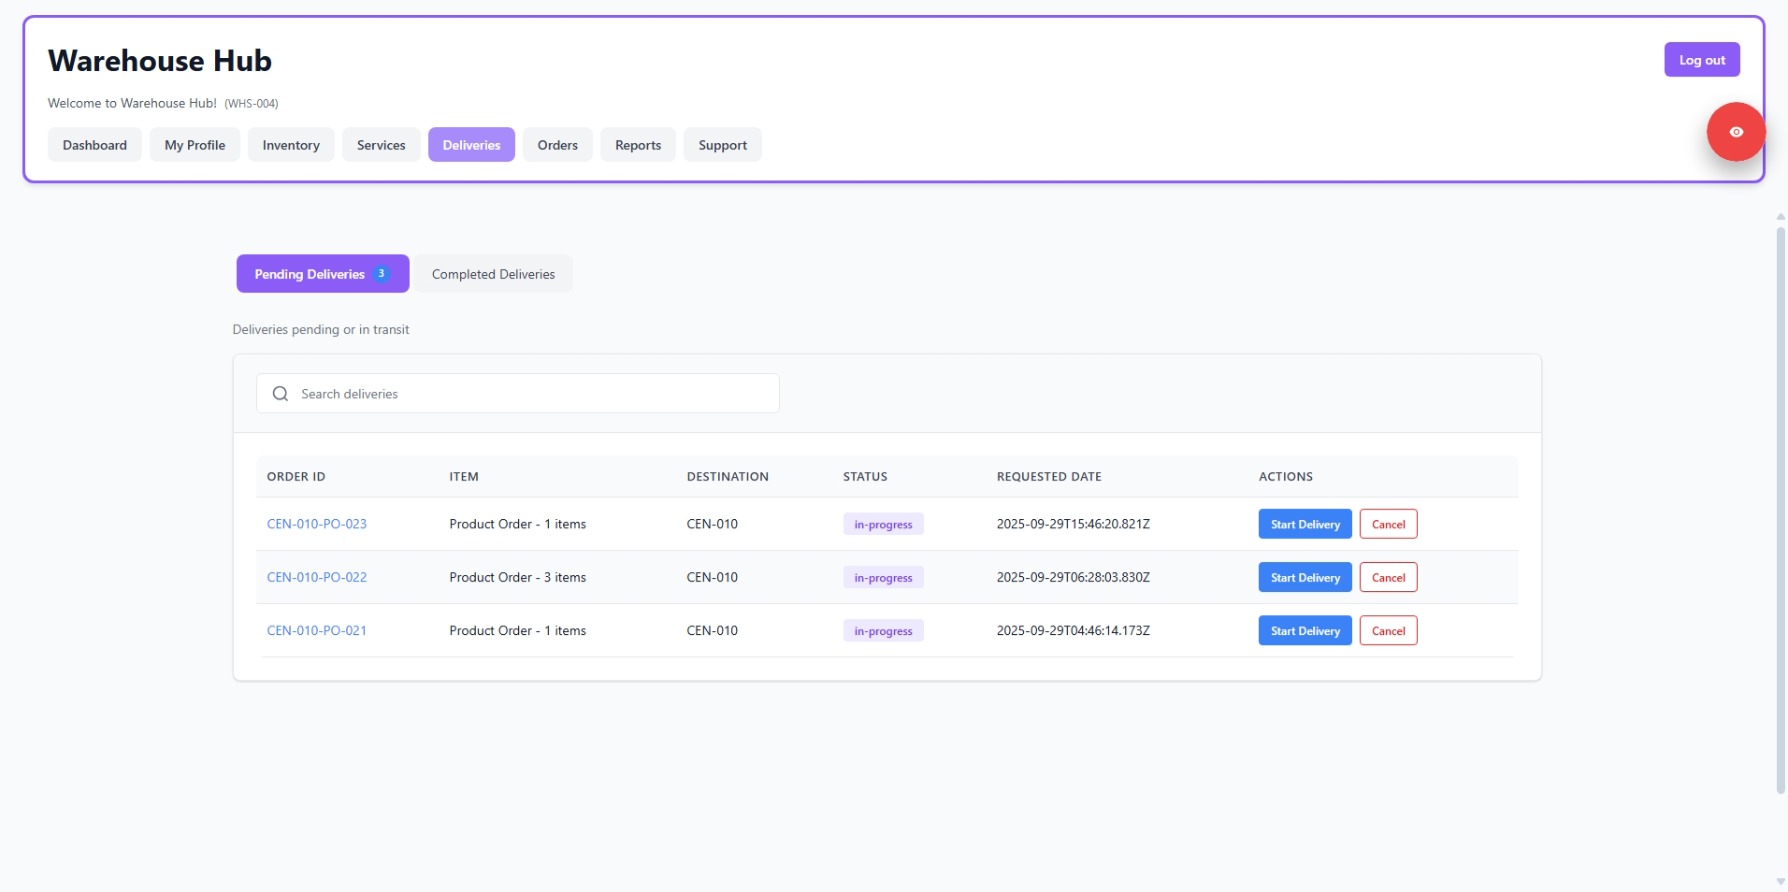 Warehouse Hub
Log out
Welcome to Warehouse Hub! (WHS-004)
Dashboard My Profile Inventory Services Deliveries Orders Reports Support
Pending Deliveries 3 Completed Deliveries
Deliveries pending or in transit
Search deliveries
ORDER ID ITEM DESTINATION STATUS REQUESTED DATE ACTIONS
CEN-010-PO-023 Product Order - 1 items CEN-010 in-progress 2025-09-29T15:46:20.821Z Start Delivery Cancel
CEN-010-PO-022 Product Order - 3 items CEN-010 in-progress 2025-09-29T06:28:03.830Z Start Delivery Cancel
CEN-010-PO-021 Product Order - 1 items CEN-010 in-progress 2025-09-29T04:46:14.173Z Start Delivery Cancel